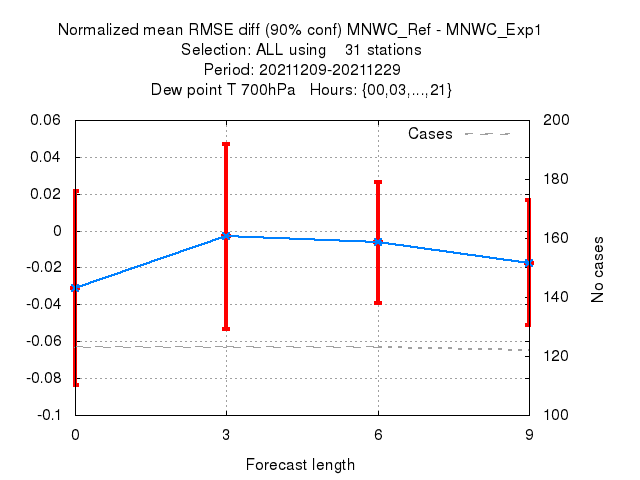 Normalized mean RMSE diff (90% conf) MNWC_Ref - MNWC_Exp1
Selection: ALL using 31 stations
Period: 20211209-20211229
Dew point T 700hPa Hours: {00,03,...,21}
Cases
0.06
0.04
0.02
0
-0.02
-0.04
-0.06
-0.08
-0.1
200
180
160
140
120
100
No cases
0 3 6 9
Forecast length